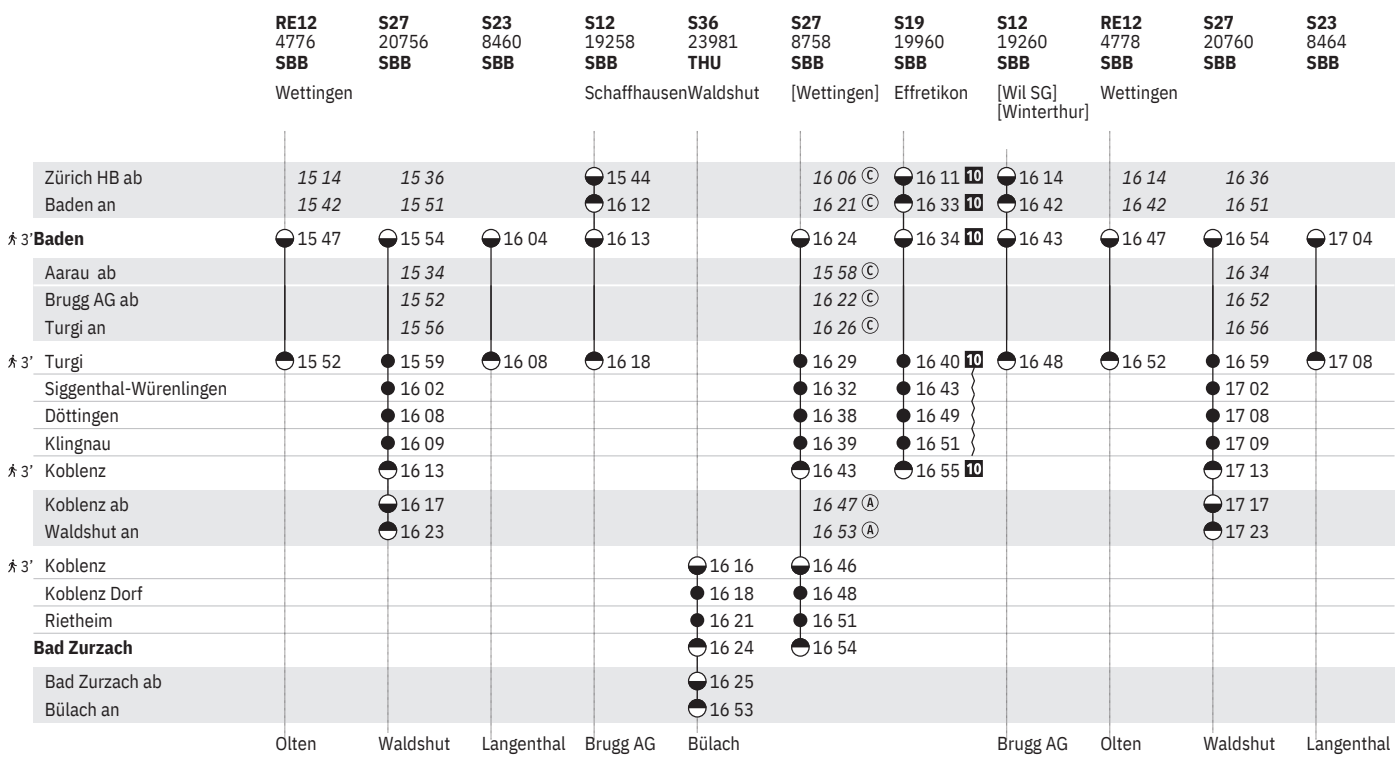 RE12 S27 S23 S12 S36 S27 S19 S12 RE12 S27 S23
4776 20756 8460 19258 23981 8758 19960 19260 4778 20760 8464
SBB SBB SBB SBB THU SBB SBB SBB SBB SBB SBB
Wettingen Schaffhausen Waldshut [Wettingen] Effretikon [Wil SG] Wettingen
[Winterthur]
Zürich HB ab 15 14 15 36 15 44 16 06 Ⓒ 16 11 10 16 14 16 14 16 36
Baden an 15 42 15 51 16 12 16 21 Ⓒ 16 33 10 16 42 16 42 16 51
3' Baden 15 47 15 54 16 04 16 13 16 24 16 34 10 16 43 16 47 16 54 17 04
Aarau ab 15 34 15 58 Ⓒ 16 34
Brugg AG ab 15 52 16 22 Ⓒ 16 52
Turgi an 15 56 16 26 Ⓒ 16 56
3' Turgi 15 52 15 59 16 08 16 18 16 29 16 40 10 16 48 16 52 16 59 17 08
Siggenthal-Würenlingen 16 02 16 32 16 43 17 02
Döttingen 16 08 16 38 16 49 17 08
Klingnau 16 09 16 39 16 51 17 09
3' Koblenz 16 13 16 43 16 55 10 17 13
Koblenz ab 16 17 16 47 Ⓐ 17 17
Waldshut an 16 23 16 53 Ⓐ 17 23
3' Koblenz 16 16 16 46
Koblenz Dorf 16 18 16 48
Rietheim 16 21 16 51
Bad Zurzach 16 24 16 54
Bad Zurzach ab 16 25
Bülach an 16 53
Olten Waldshut Langenthal Brugg AG Bülach Brugg AG Olten Waldshut Langenthal